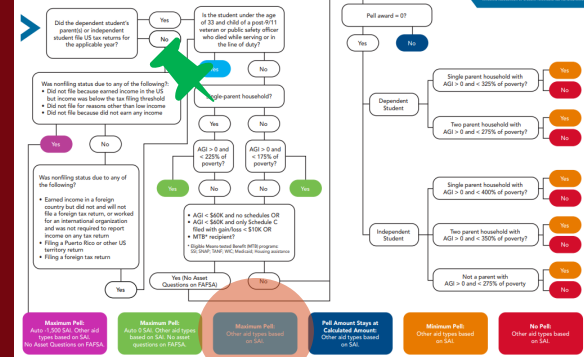 Did the dependent student's
parent(s) or independent
student file US tax returns for
the applicable year?
Yes
No
Is the student under the age
of 33 and child of a post-9/11
veteran or public safety officer
who died while serving or in
the line of duty?
Yes
No
Pell award = 0?
Yes
No
Was nonfiling status due to any of the following?:
• Did not file because earned income in the US
but income was below the tax filing threshold
• Did not file for reasons other than low income
• Did not file because did not earn any income
Yes
No
Single-parent household?
Yes
No
AGI > 0 and
< 225% of
poverty?
AGI > 0 and
< 175% of
poverty?
Yes
No
No
Yes
Was nonfiling status due to any of
the following?
• Earned income in a foreign
country but did not and will not
file a foreign tax return, or worked
for an international organization
and was not required to report
income on any tax return
• Filing a Puerto Rico or other US
territory return
• Filing a foreign tax return
Yes
• AGI < $60K and no schedules OR
• AGI < $60K and only Schedule C
filed with gain/loss < $10K OR
• MTB* recipient?
* Eligible Means-tested Benefit (MTB) programs:
SSI, SNAP, TANF, WIC, Medicaid, Housing assistance
Yes (No Asset
Questions on FAFSA)
No
Dependent
Student
Single parent household with
AGI > 0 and < 325% of poverty?
Yes
No
Two parent household with
AGI > 0 and < 275% of poverty?
Yes
No
Independent
Student
Single parent household with
AGI > 0 and < 400% of poverty?
Yes
No
Two parent household with
AGI > 0 and < 350% of poverty?
Yes
No
Not a parent with
AGI > 0 and < 275% of poverty?
Yes
No
Maximum Pell:
Auto -1,500 SAI. Other aid
types based on SAI.
No Asset Questions on FAFSA.
Maximum Pell:
Auto 0 SAI. Other aid types
based on SAI. No asset
questions on FAFSA.
Maximum Pell:
Other aid types based
on SAI.
Pell Amount Stays at
Calculated Amount:
Other aid types based
on SAI.
Minimum Pell:
Other aid types based
on SAI.
No Pell:
Other aid types based
on SAI.